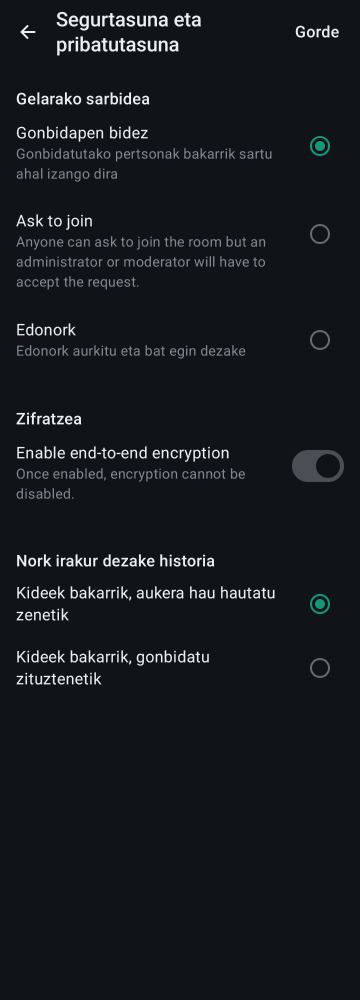 Segurtasuna eta
pribatutasuna
Gorde
Gelarako sarbidea
Gonbidapen bidez
Gonbidatutako pertsonak bakarrik sartu
ahal izango dira
Ask to join
Anyone can ask to join the room but an
administrator or moderator will have to
accept the request.
Edonork
Edonork aurkitu eta bat egin dezake
Zifratzea
Enable end-to-end encryption
Once enabled, encryption cannot be
disabled.
Nork irakur dezake historia
Kideek bakarrik, aukera hau hautatu
zenetik
Kideek bakarrik, gonbidatu
zituztenetik